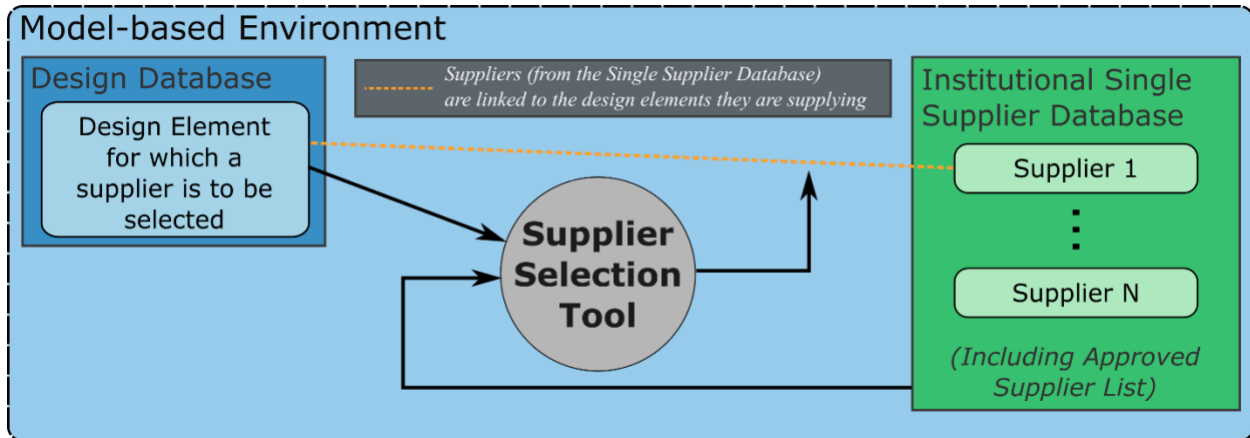 Model-based Environment
Design Database
Design Element
for which a
supplier is to be
selected
Suppliers (from the Single Supplier Database)
are linked to the design elements they are supplying
Supplier
Selection
Tool
Institutional Single
Supplier Database
Supplier 1
Supplier N
(Including Approved
Supplier List)